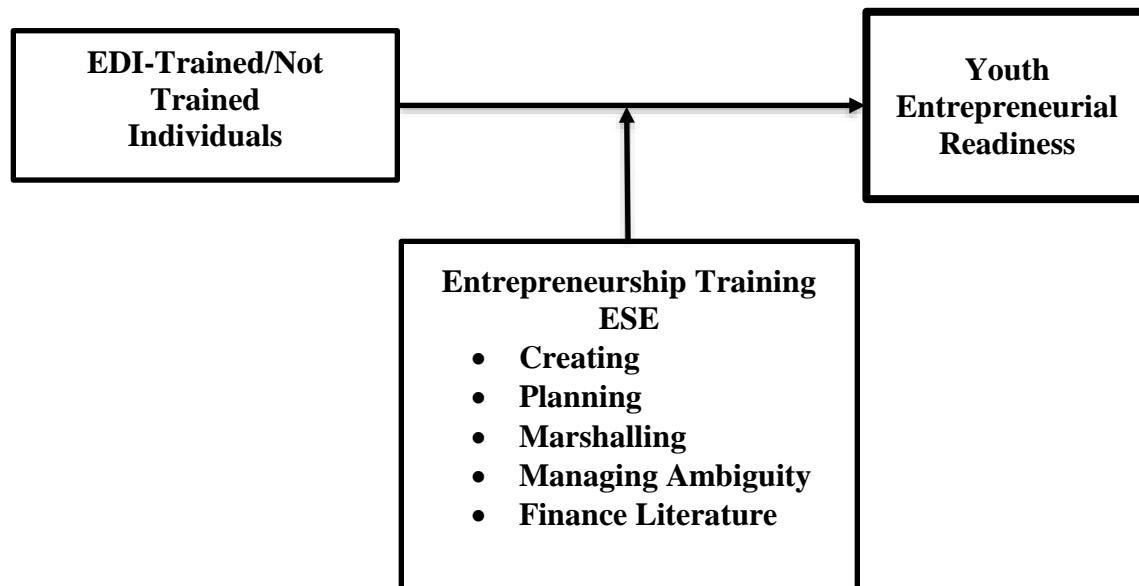 EDI-Trained/Not
Trained
Individuals
Youth
Entrepreneurial
Readiness
Entrepreneurship Training
ESE
• Creating
• Planning
• Marshalling
• Managing Ambiguity
• Finance Literature